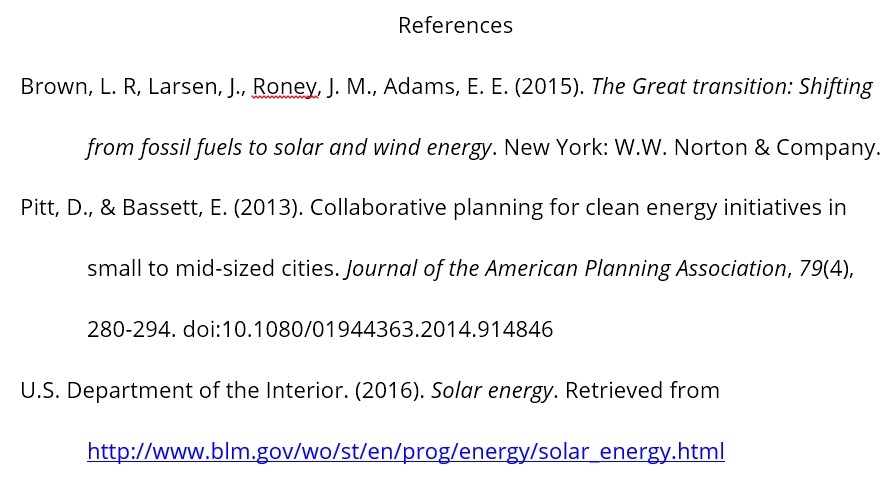 References
Brown, L. R, Larsen, J., Roney, J. M., Adams, E. E. (2015). The Great transition: Shifting
from fossil fuels to solar and wind energy. New York: W.W. Norton & Company.
Pitt, D., & Bassett, E. (2013). Collaborative planning for clean energy initiatives in
small to mid-sized cities. Journal of the American Planning Association, 79(4),
280-294. doi:10.1080/01944363.2014.914846
U.S. Department of the Interior. (2016). Solar energy. Retrieved from
http://www.blm.gov/wo/st/en/prog/energy/solar_energy.html